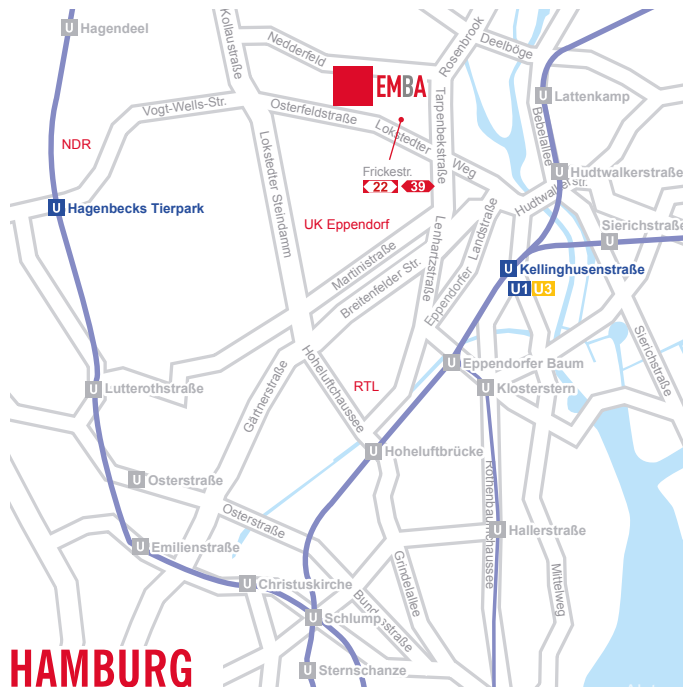 Hagendeel
Kollaustraße
Nedderfeld
Rosenbrook
Deelböge
EMBA
Lattenkamp
Vogt-Wells-Str.
Osterfeldstraße
Lokstedter Weg
Tarpenbekstraße
Bebelallee
NDR
Lokstedter Steindamm
Frickestr.
22 39
Hudtwalkerstraße
Hudtwalkerstr.
U Hagenbecks Tierpark
UK Eppendorf
Sierichstraße
Martinistraße
Breitenfelder Str.
Lenhartzstraße
Eppendorfer Landstraße
U Kellinghusenstraße
U1 U3
Sierichstraße
U Eppendorfer Baum
U Klosterstern
RTL
U Lutterothstraße
Gärtnerstraße
Hoheluftchaussee
U Hoheluftbrücke
Rothenbaumchaussee
U Osterstraße
Osterstraße
U Hallerstraße
U Emilienstraße
Grindelallee
Mittelweg
U Christuskirche
Bundesstraße
U Schlump
HAMBURG
U Sternschanze